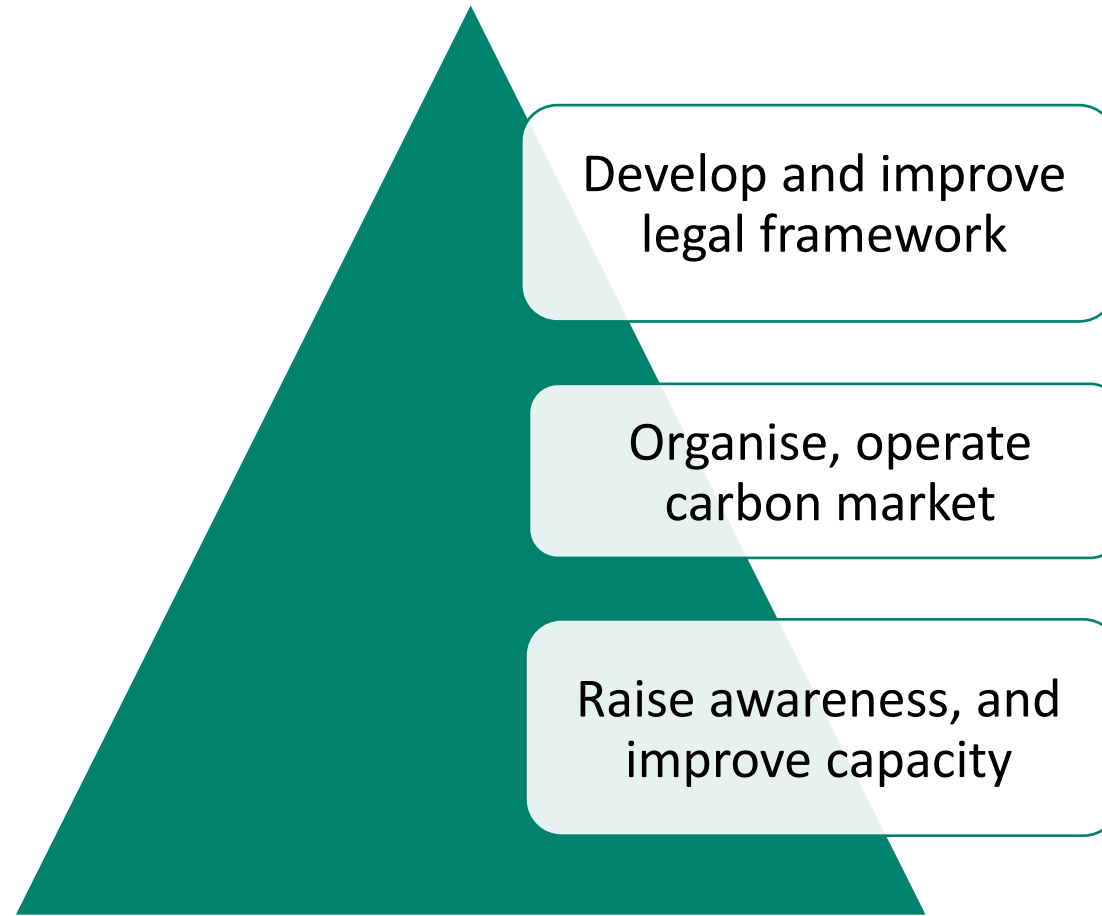 Develop and improve
legal framework
Organise, operate
carbon market
Raise awareness, and
improve capacity